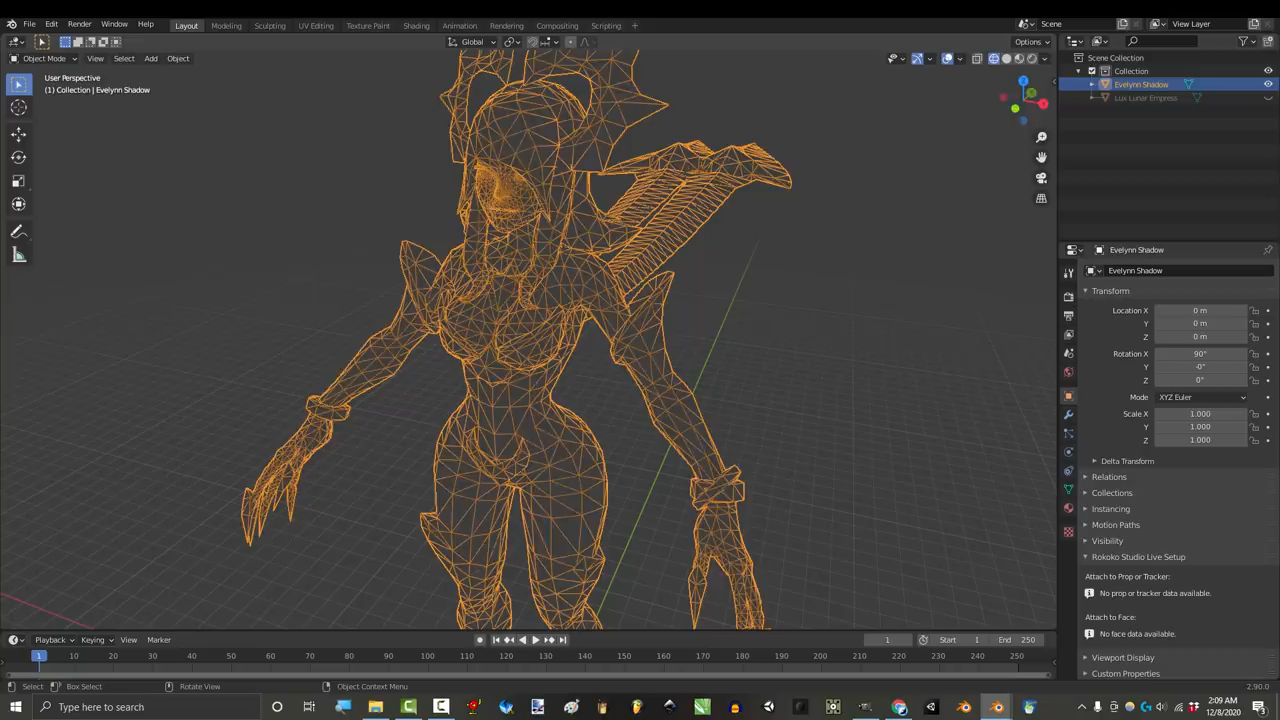 File Edit Render Window Help Layout Modeling Sculpting UV Editing Texture Paint Shading Animation Rendering Compositing Scripting + Scene View Layer
Global Options
Object Mode View Select Add Object
User Perspective
(1) Collection | Evelynn Shadow
Scene Collection
Collection
Evelynn Shadow
Lux Lunar Empress
Evelynn Shadow
Evelynn Shadow
Transform
Location X 0 m
Y 0 m
Z 0 m
Rotation X 90°
Y -0°
Z 0°
Mode XYZ Euler
Scale X 1.000
Y 1.000
Z 1.000
Delta Transform
Relations
Collections
Instancing
Motion Paths
Visibility
Rokoko Studio Live Setup
Attach to Prop or Tracker:
No prop or tracker data available.
Attach to Face:
No face data available.
Viewport Display
Custom Properties
Playback Keying View Marker 1 Start 1 End 250
1 10 20 30 40 50 60 70 80 90 100 110 120 130 140 150 160 170 180 190 200 210 220 230 240 250
Select Box Select Rotate View Object Context Menu 2.90.0
Type here to search
2:09 AM
12/8/2020